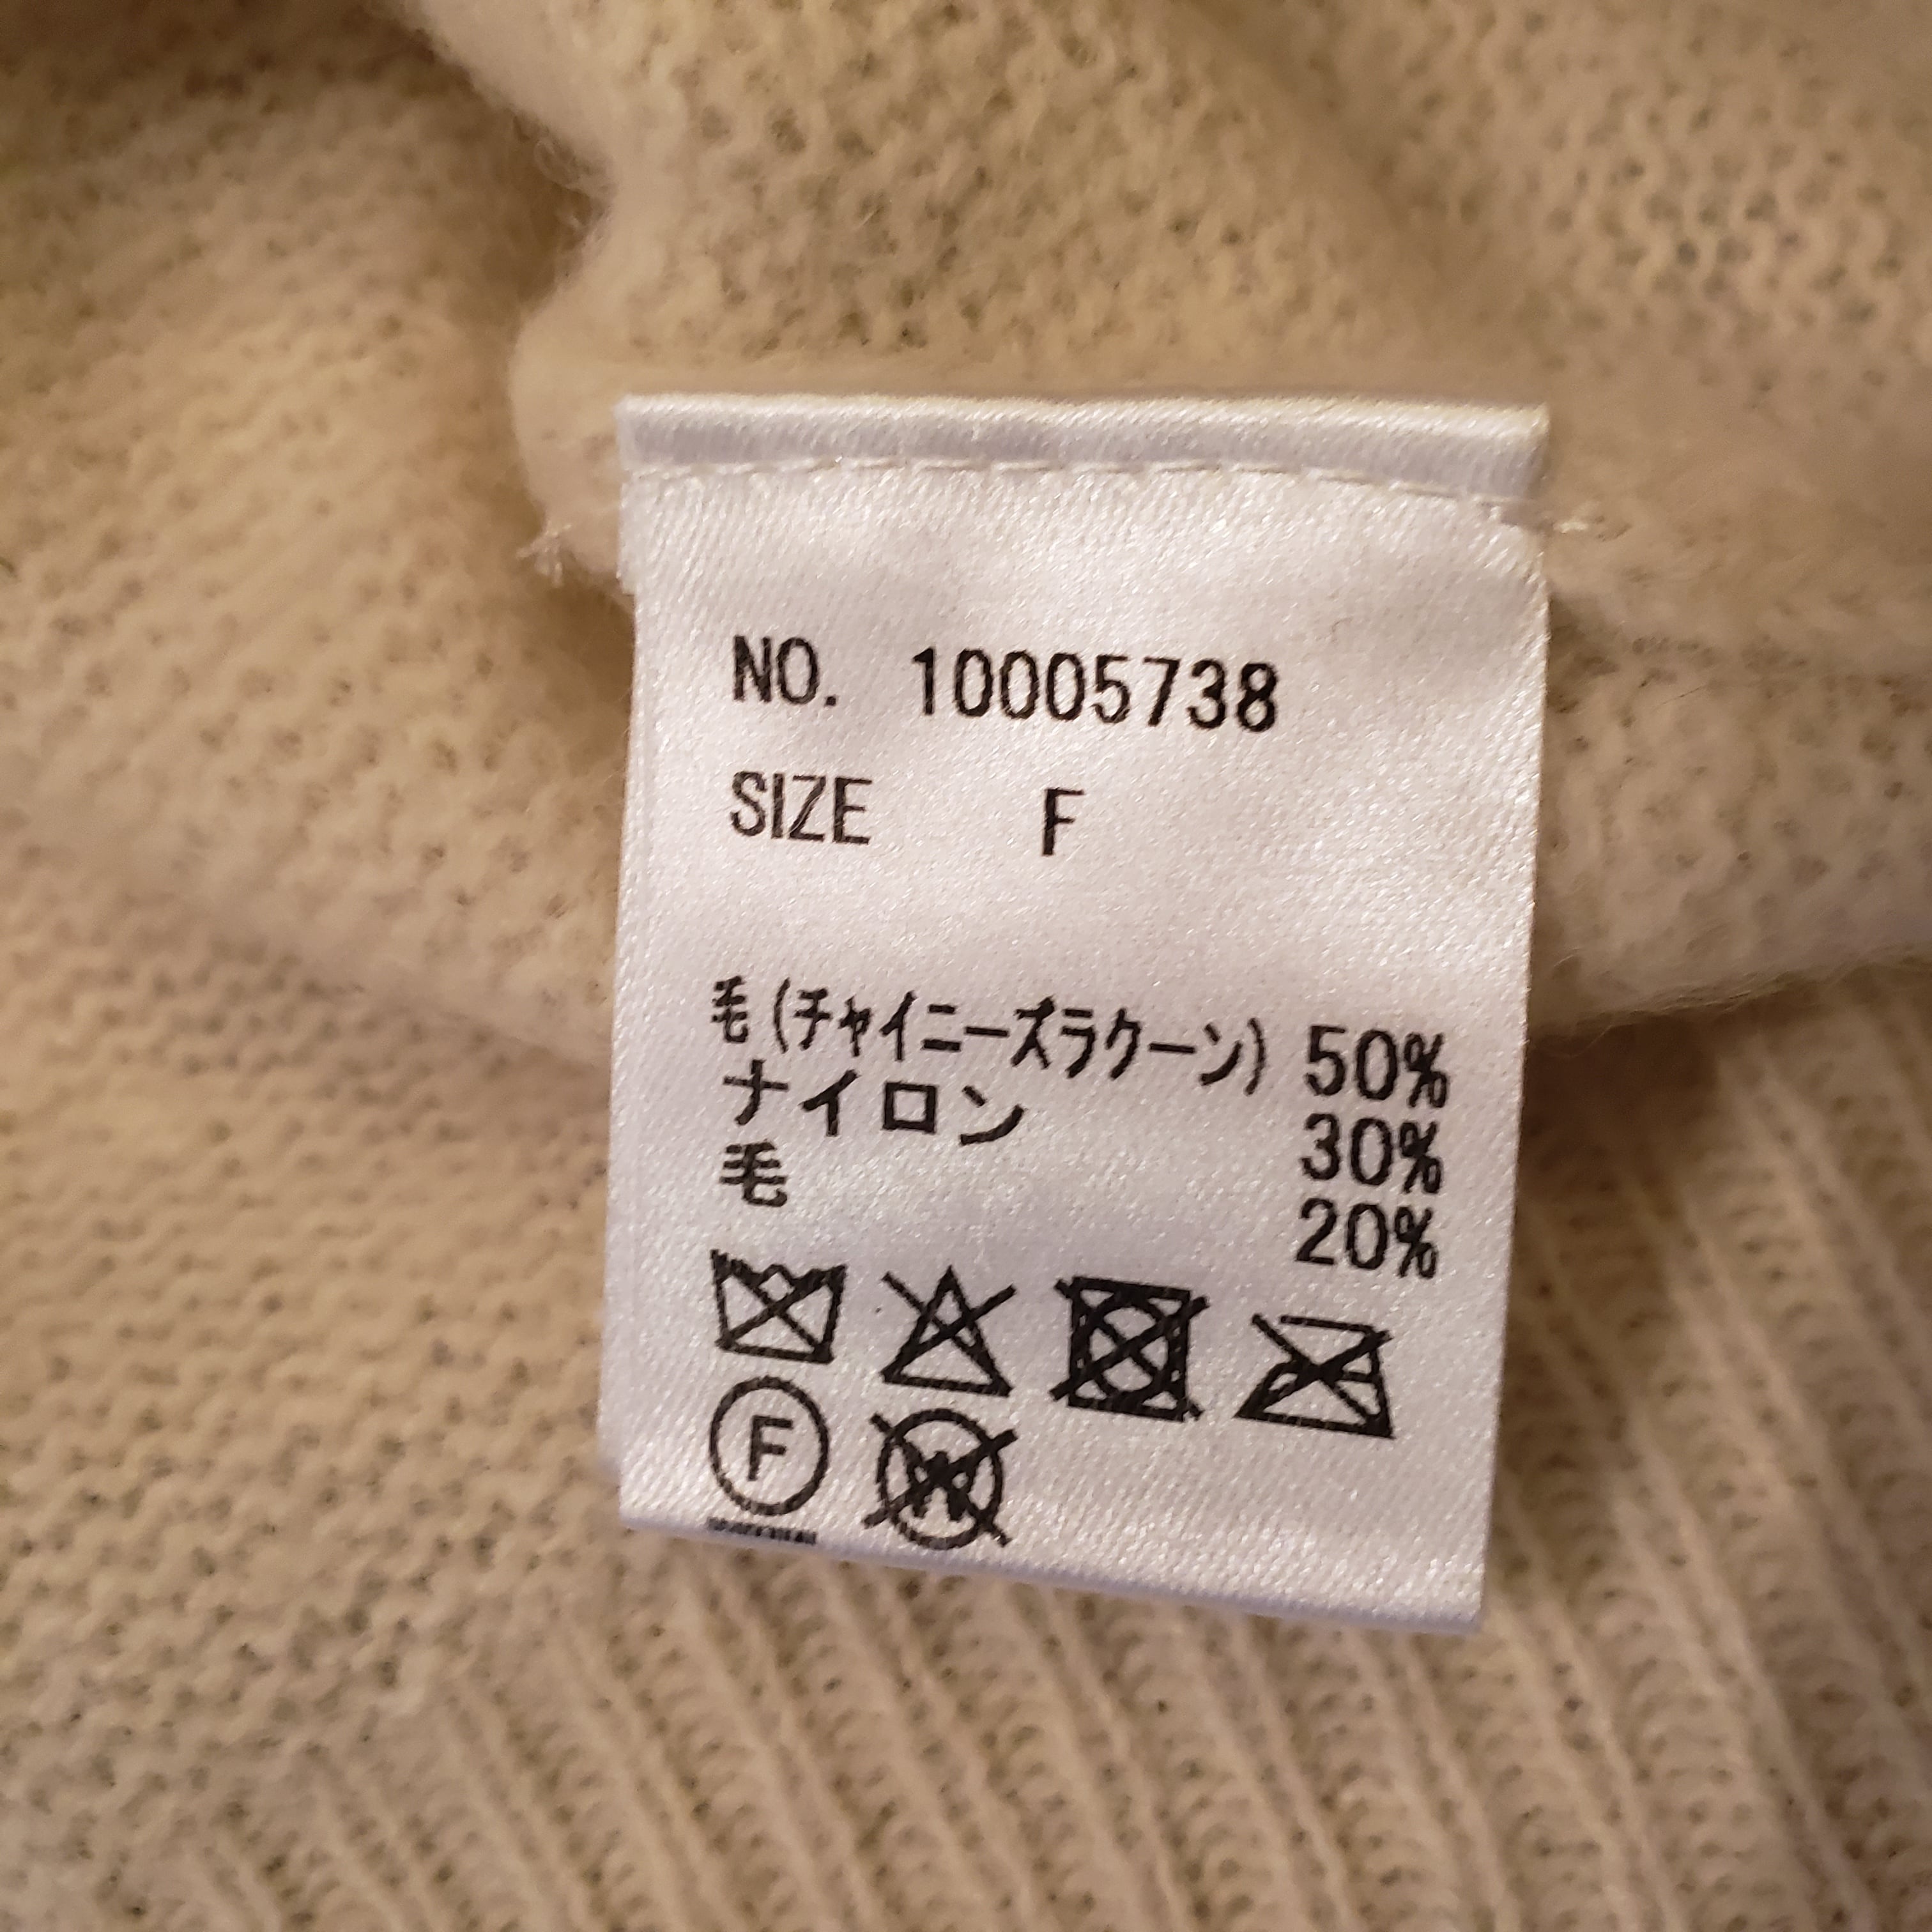 NO. 10005738
SIZE F
毛(チャイニーズラクーン) 50%
ナイロン 30%
毛 20%
F
W